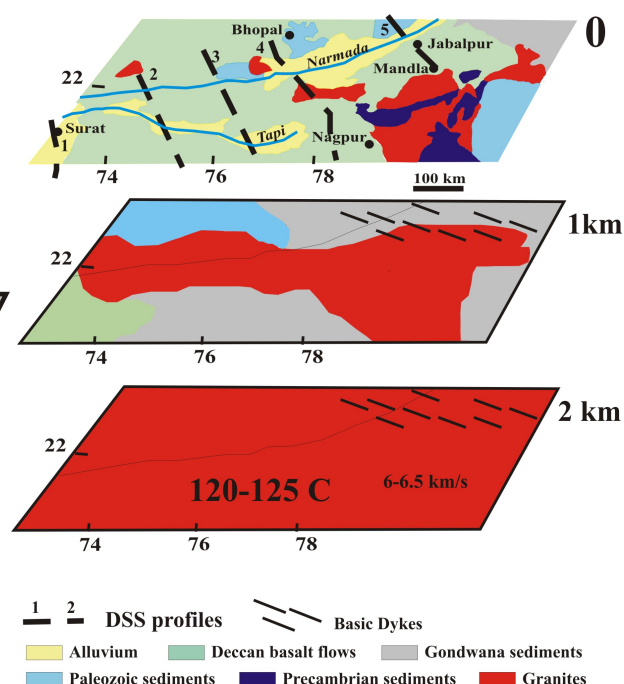 0
5
Bhopal
3
4
Narmada
Jabalpur
2
Mandla
22
Surat
1
Tapi
Nagpur
74 76 78
100 km
1km
22
74 76 78
2 km
22
120-125 C 6-6.5 km/s
74 76 78
1 2 DSS profiles Basic Dykes
Alluvium Deccan basalt flows Gondwana sediments
Paleozoic sediments Precambrian sediments Granites